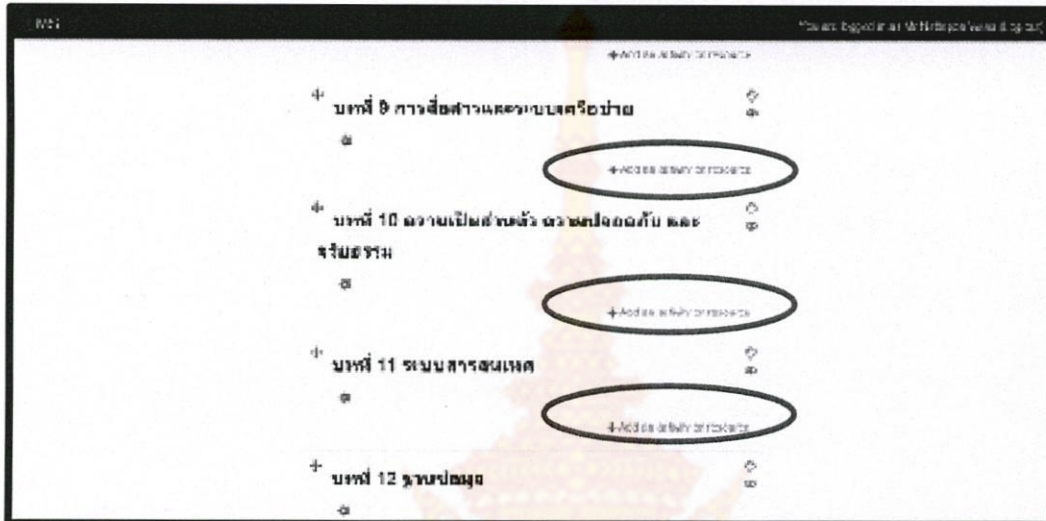 +Add an activity or resource
บทที่ 9 การสื่อสารและระบบเครือข่าย
+Add an activity or resource
บทที่ 10 ความเป็นส่วนตัว ความปลอดภัย และ
จริยธรรม
+Add an activity or resource
บทที่ 11 ระบบสารสนเทศ
+Add an activity or resource
บทที่ 12 ฐานข้อมูล